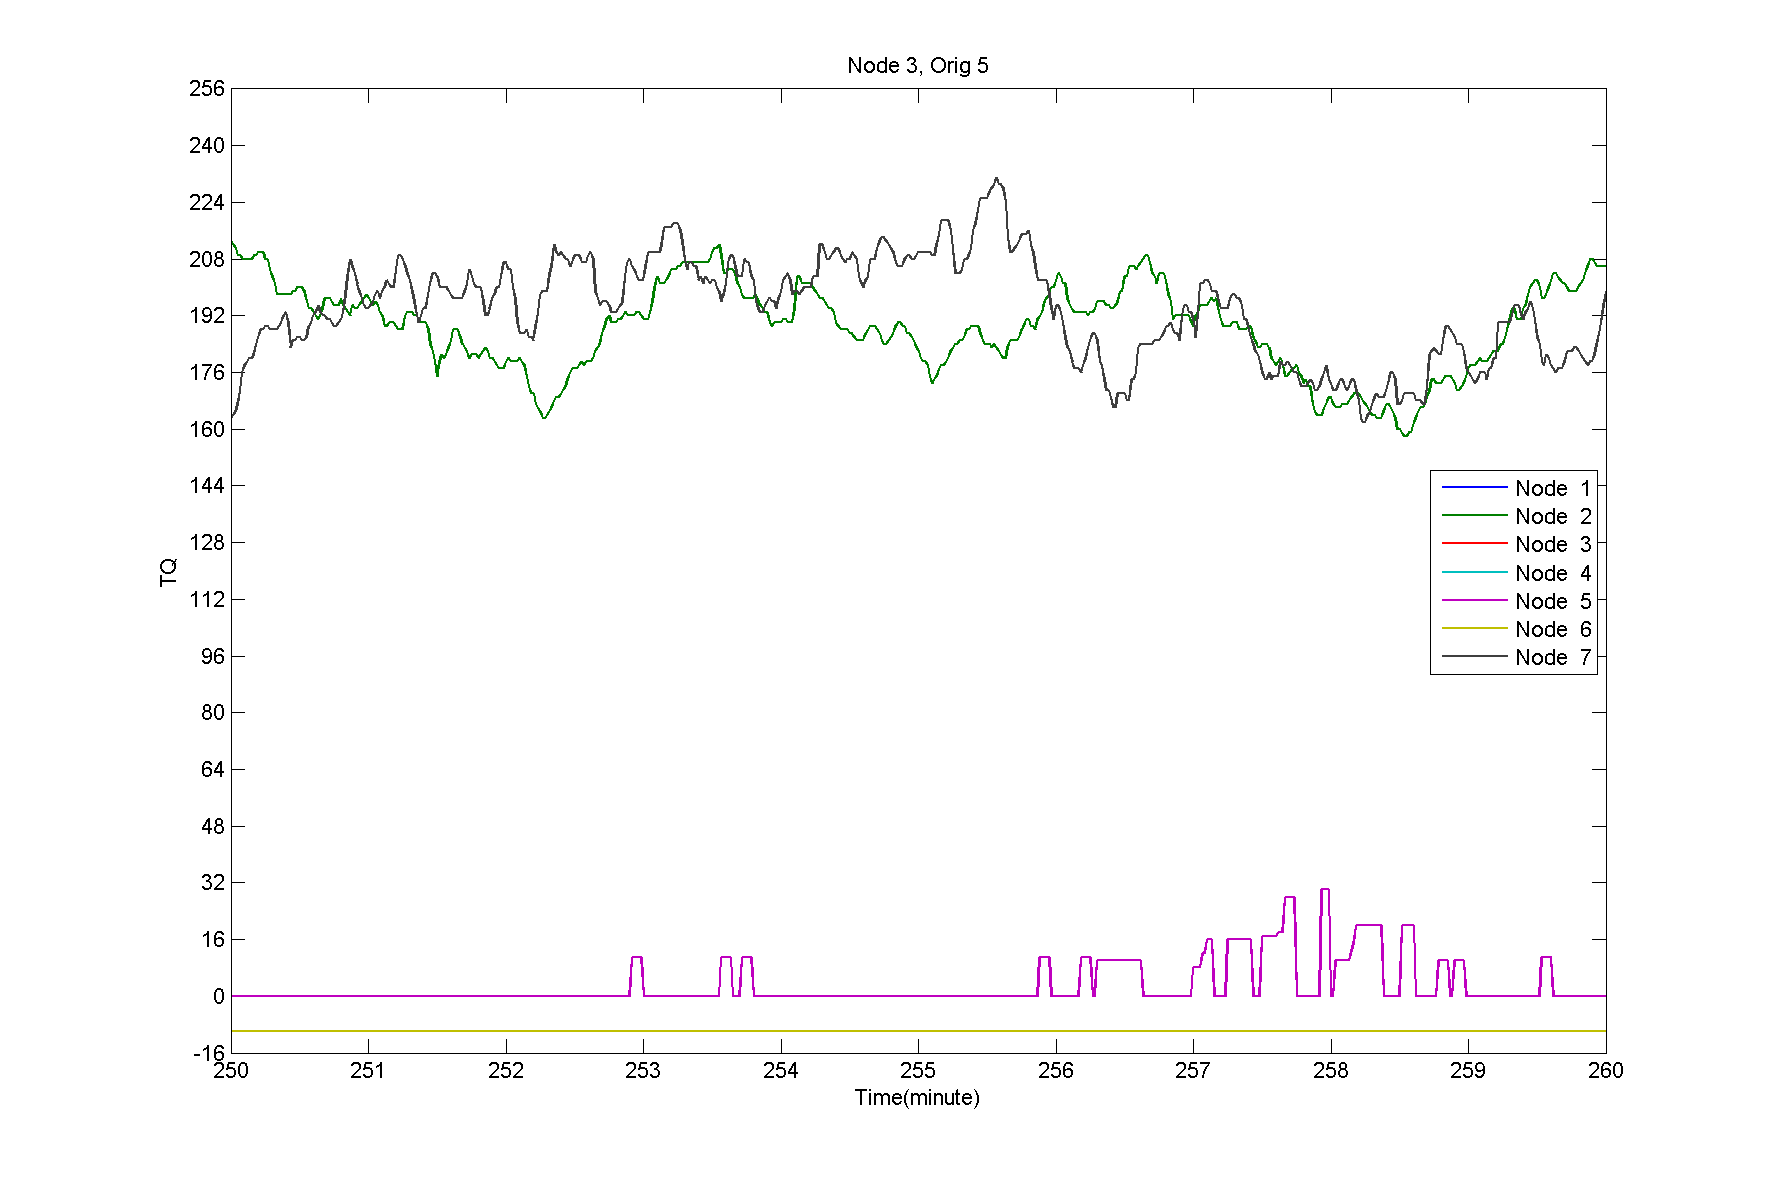 Node 3, Orig 5
256
240
224
208
192
176
160
144
128
112
96
80
64
48
32
16
0
-16
TQ
Node 1
Node 2
Node 3
Node 4
Node 5
Node 6
Node 7
250 251 252 253 254 255 256 257 258 259 260
Time(minute)